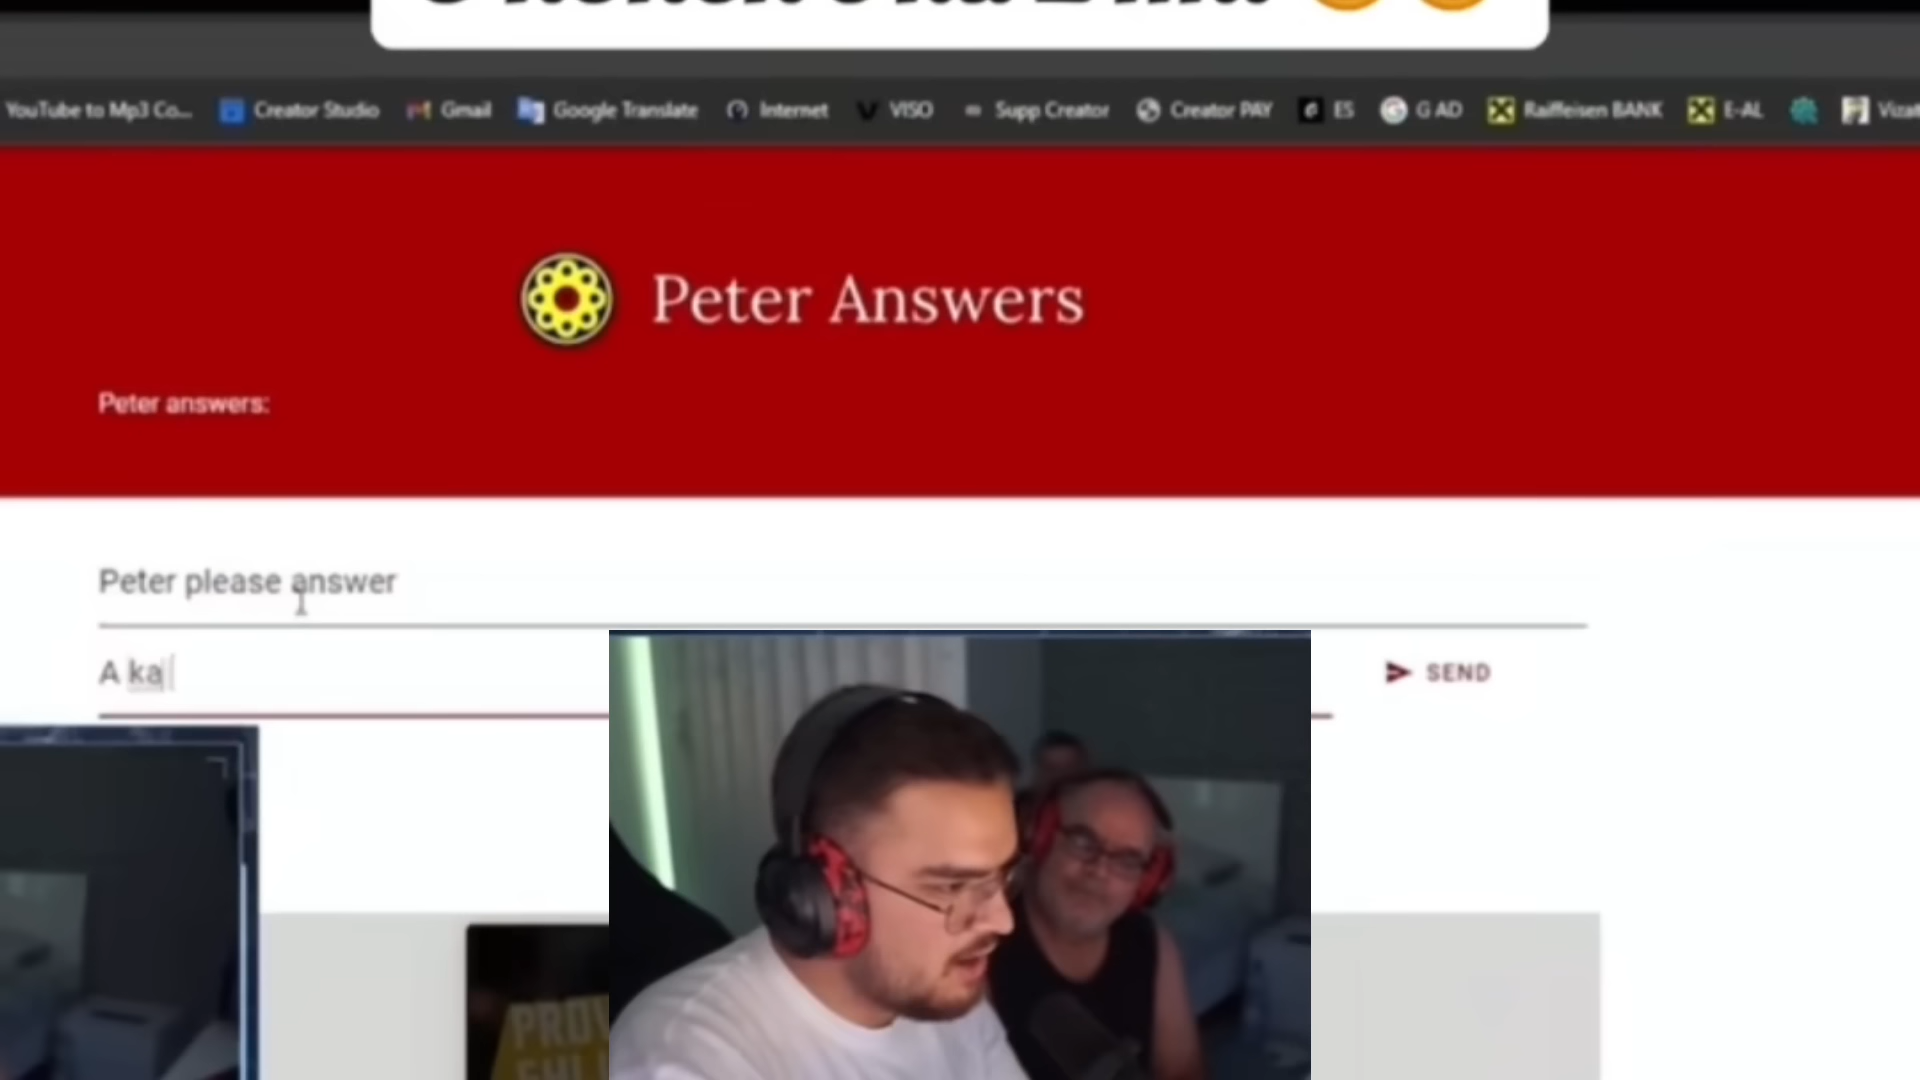 YouTube to Mp3 Co... Creator Studio Gmail Google Translate Internet VISO Supp Creator Creator PAY ES G AD Raiffeisen BANK E-AL
Peter Answers
Peter answers:
Peter please answer
A ka
SEND